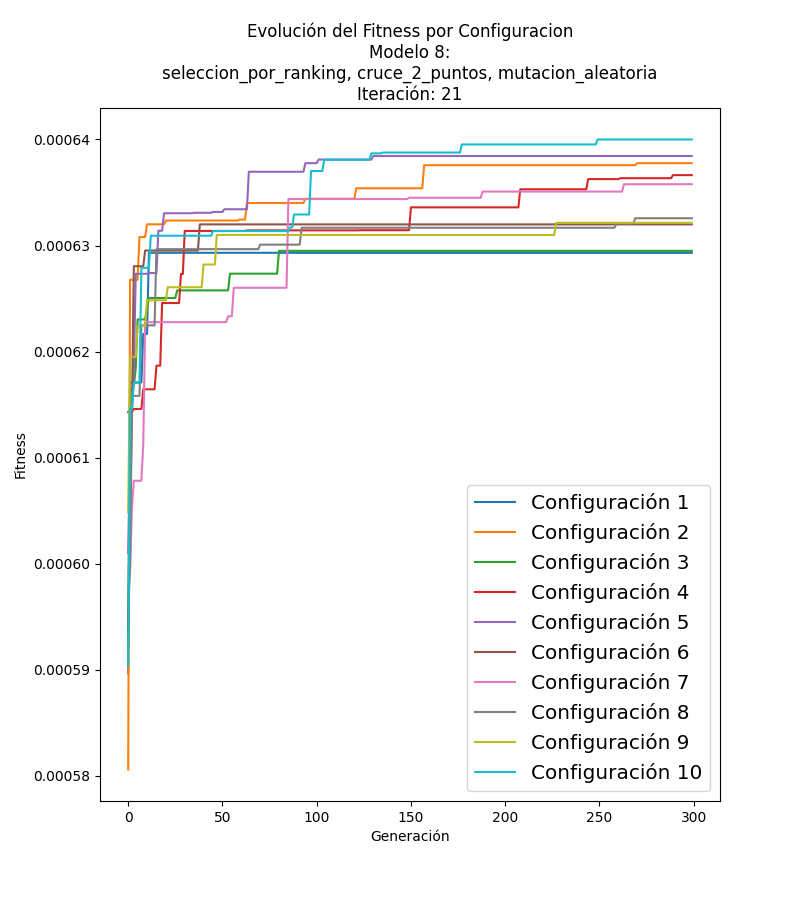 Evolución del Fitness por Configuracion
Modelo 8:
seleccion_por_ranking, cruce_2_puntos, mutacion_aleatoria
Iteración: 21
Fitness
0.00064
0.00063
0.00062
0.00061
0.00060
0.00059
0.00058
Configuración 1
Configuración 2
Configuración 3
Configuración 4
Configuración 5
Configuración 6
Configuración 7
Configuración 8
Configuración 9
Configuración 10
0 50 100 150 200 250 300
Generación